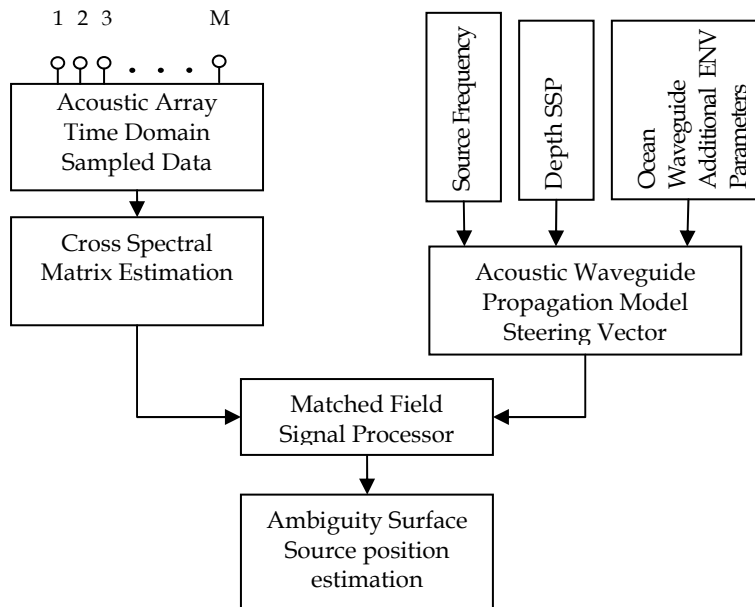 1 2 3 . . . M
Acoustic Array
Time Domain
Sampled Data
Cross Spectral
Matrix Estimation
Source Frequency
Depth SSP
Ocean
Waveguide
Additional ENV
Parameters
Acoustic Waveguide
Propagation Model
Steering Vector
Matched Field
Signal Processor
Ambiguity Surface
Source position
estimation